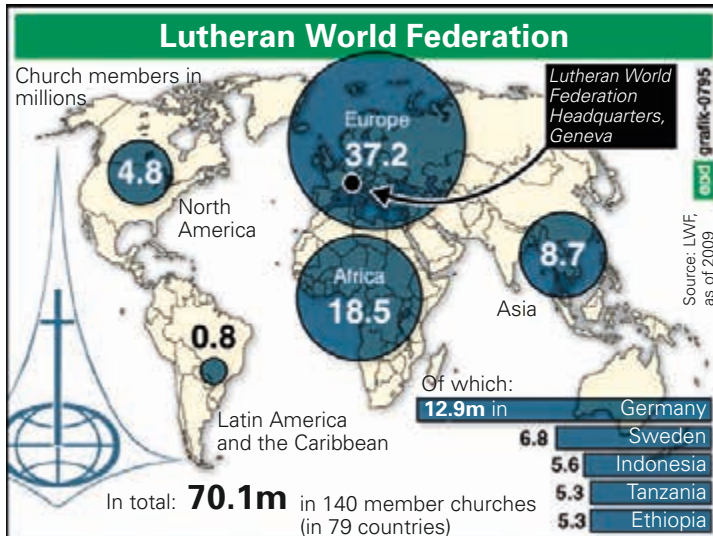 Lutheran World Federation
Church members in
millions
Lutheran World
Federation
Headquarters,
Geneva
Europe
37.2
4.8
North
America
Africa
18.5
8.7
Asia
0.8
Latin America
and the Caribbean
Of which:
12.9m in Germany
6.8 Sweden
5.6 Indonesia
5.3 Tanzania
5.3 Ethiopia
In total: 70.1m in 140 member churches
(in 79 countries)
epd grafik-0795
Source: LWF,
as of 2009